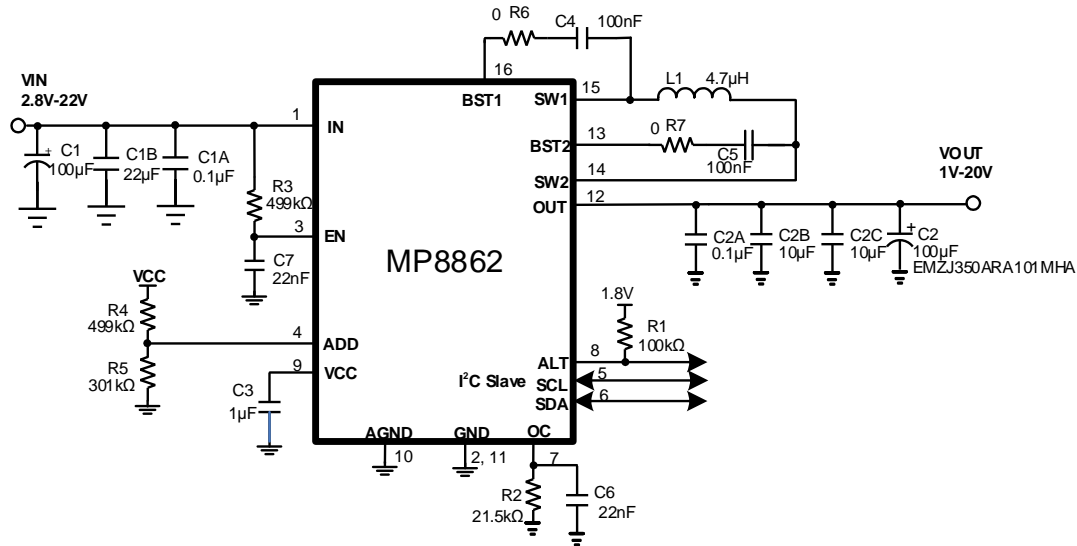 0 R6
C4
100nF
16
BST1
VIN
2.8V-22V
1
IN
15
SW1
L1 4.7µH
+
C1
100µF
C1B
22µF
C1A
0.1µF
13
BST2
0 R7
C5
100nF
14
SW2
VOUT
1V-20V
R3
499kΩ
12
OUT
3
EN
C7
22nF
MP8862
C2A
0.1µF
C2B
10µF
C2C
10µF
+
C2
100µF
EMZJ350ARA101MHA
VCC
R4
499kΩ
4
ADD
1.8V
R1
100kΩ
R5
301kΩ
9
VCC
8
ALT
I²C Slave
5
SCL
6
SDA
C3
1µF
AGND
10
GND
2, 11
OC
7
R2
21.5kΩ
C6
22nF